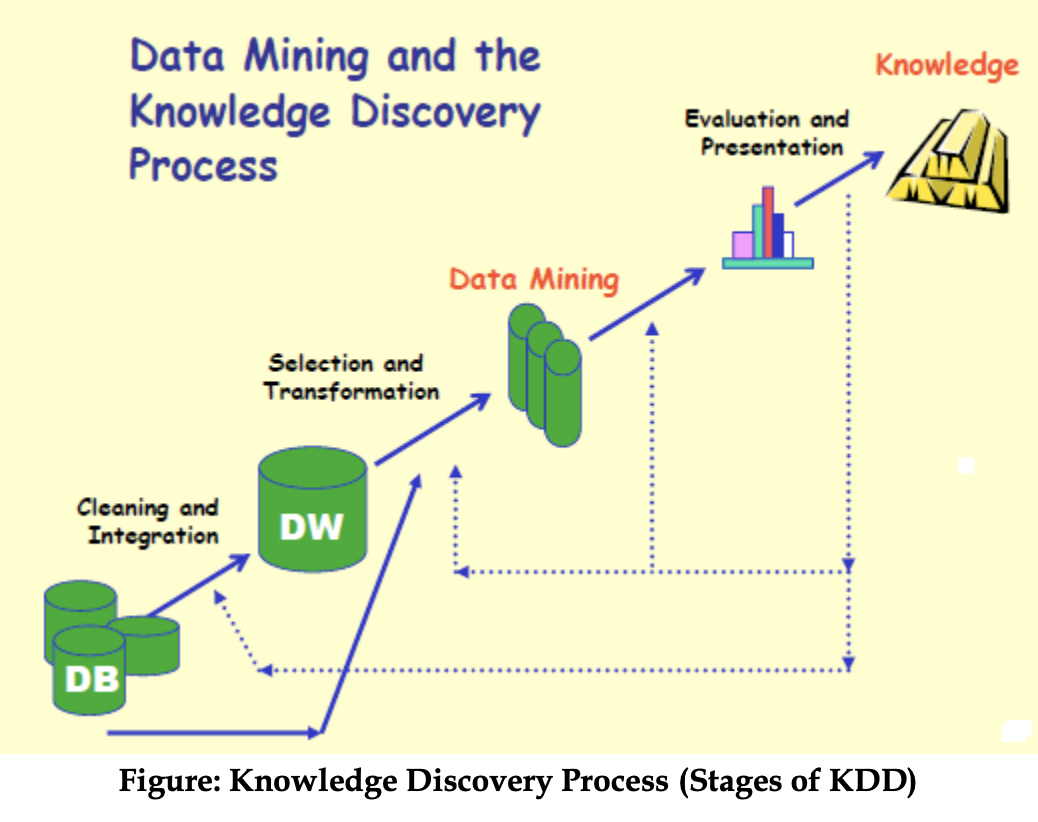 Data Mining and the
Knowledge Discovery
Process
Knowledge
Evaluation and
Presentation
Data Mining
Selection and
Transformation
Cleaning and
Integration
DW
DB
Figure: Knowledge Discovery Process (Stages of KDD)